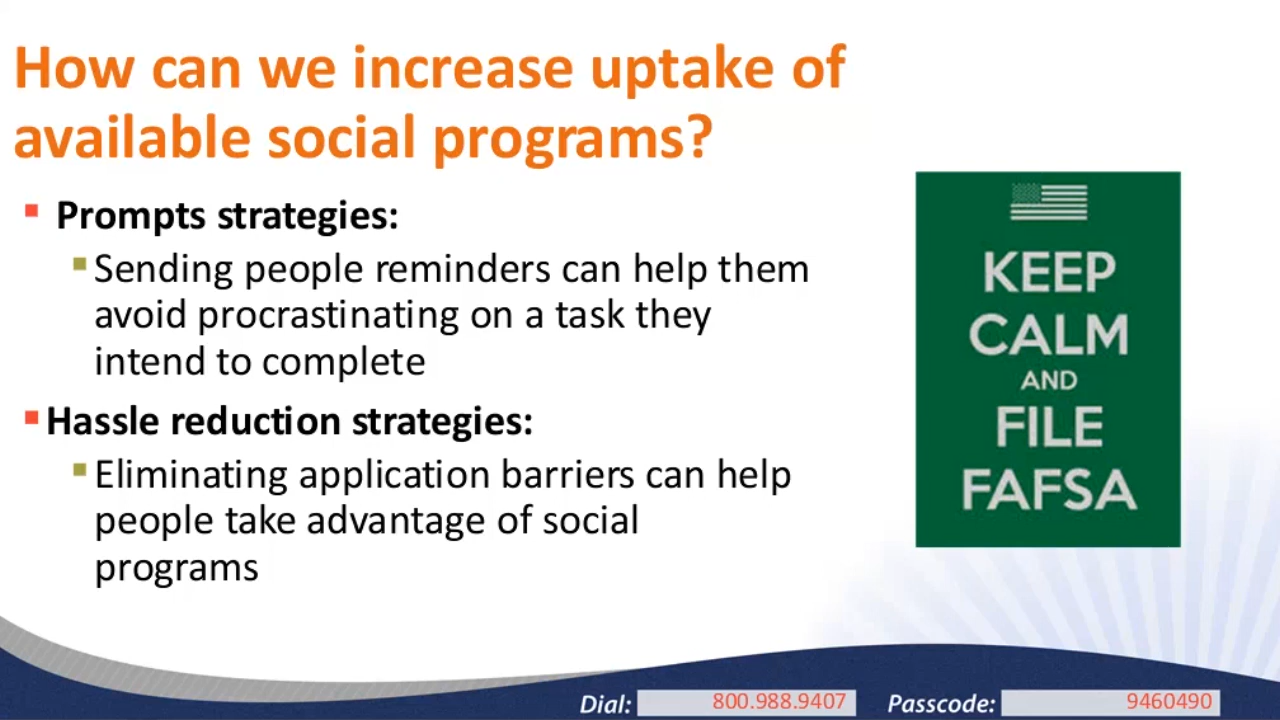 How can we increase uptake of
available social programs?
Prompts strategies:
Sending people reminders can help them
avoid procrastinating on a task they
intend to complete
Hassle reduction strategies:
Eliminating application barriers can help
people take advantage of social
programs
KEEP
CALM
AND
FILE
FAFSA
Dial: 800.988.9407 Passcode: 9460490